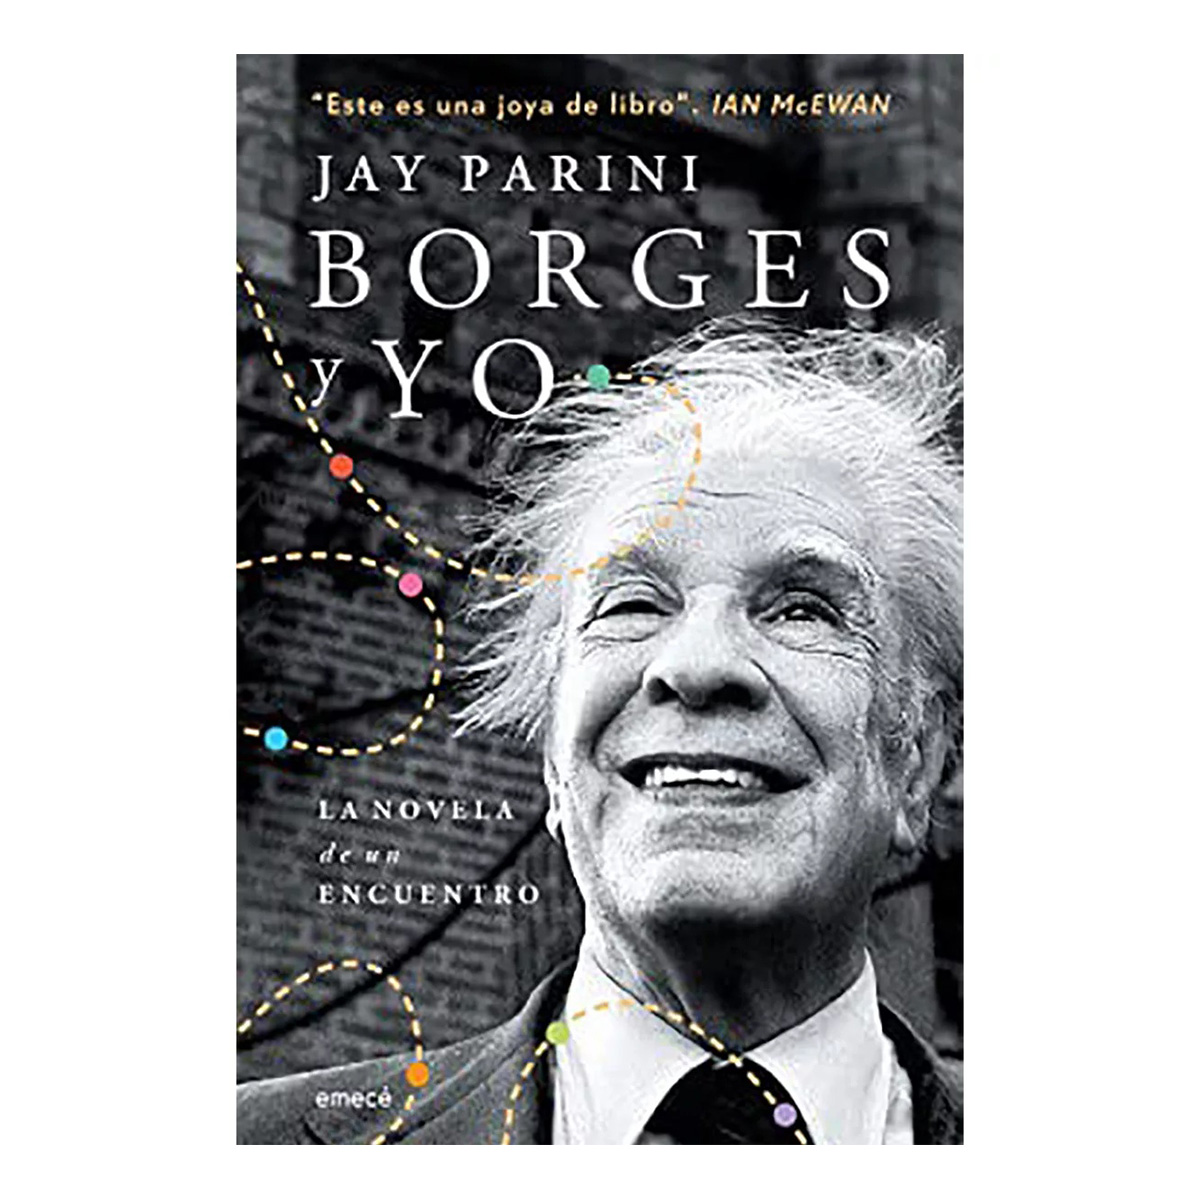 "Este es una joya de libro". IAN McEWAN
JAY PARINI
BORGES
y YO
LA NOVELA
de un
ENCUENTRO
emecé